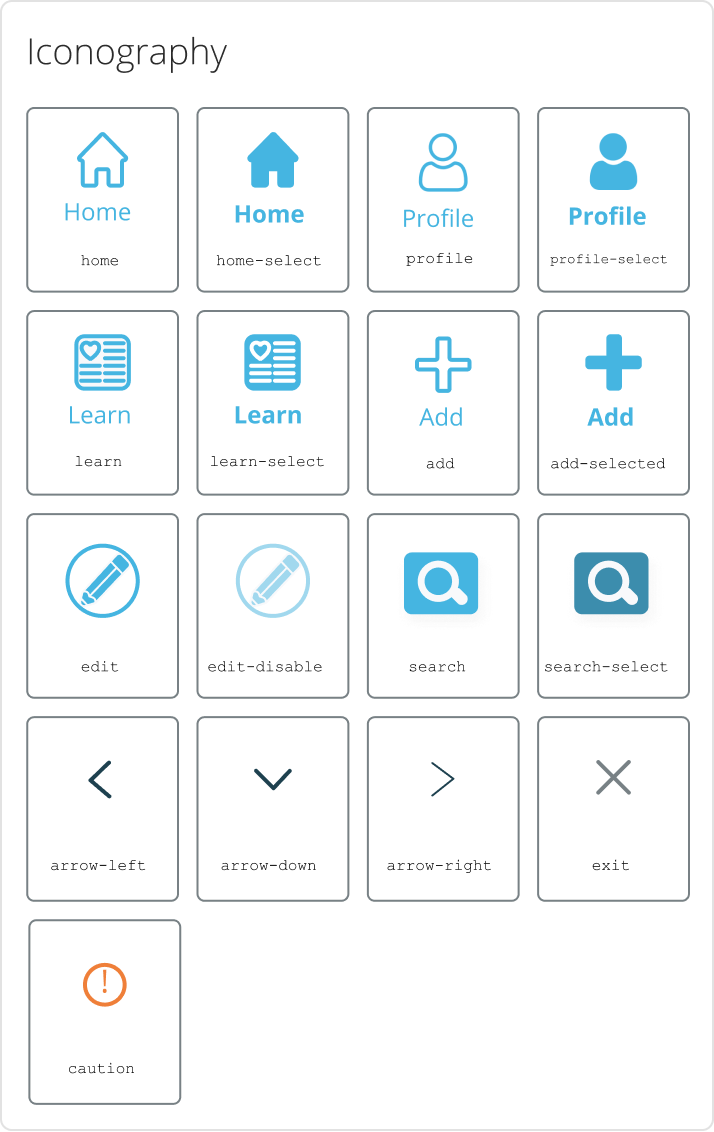 Iconography
Home
home
Home
home-select
Profile
profile
Profile
profile-select
Learn
learn
Learn
learn-select
Add
add
Add
add-selected
edit
edit-disable
search
search-select
arrow-left
arrow-down
arrow-right
exit
!
caution